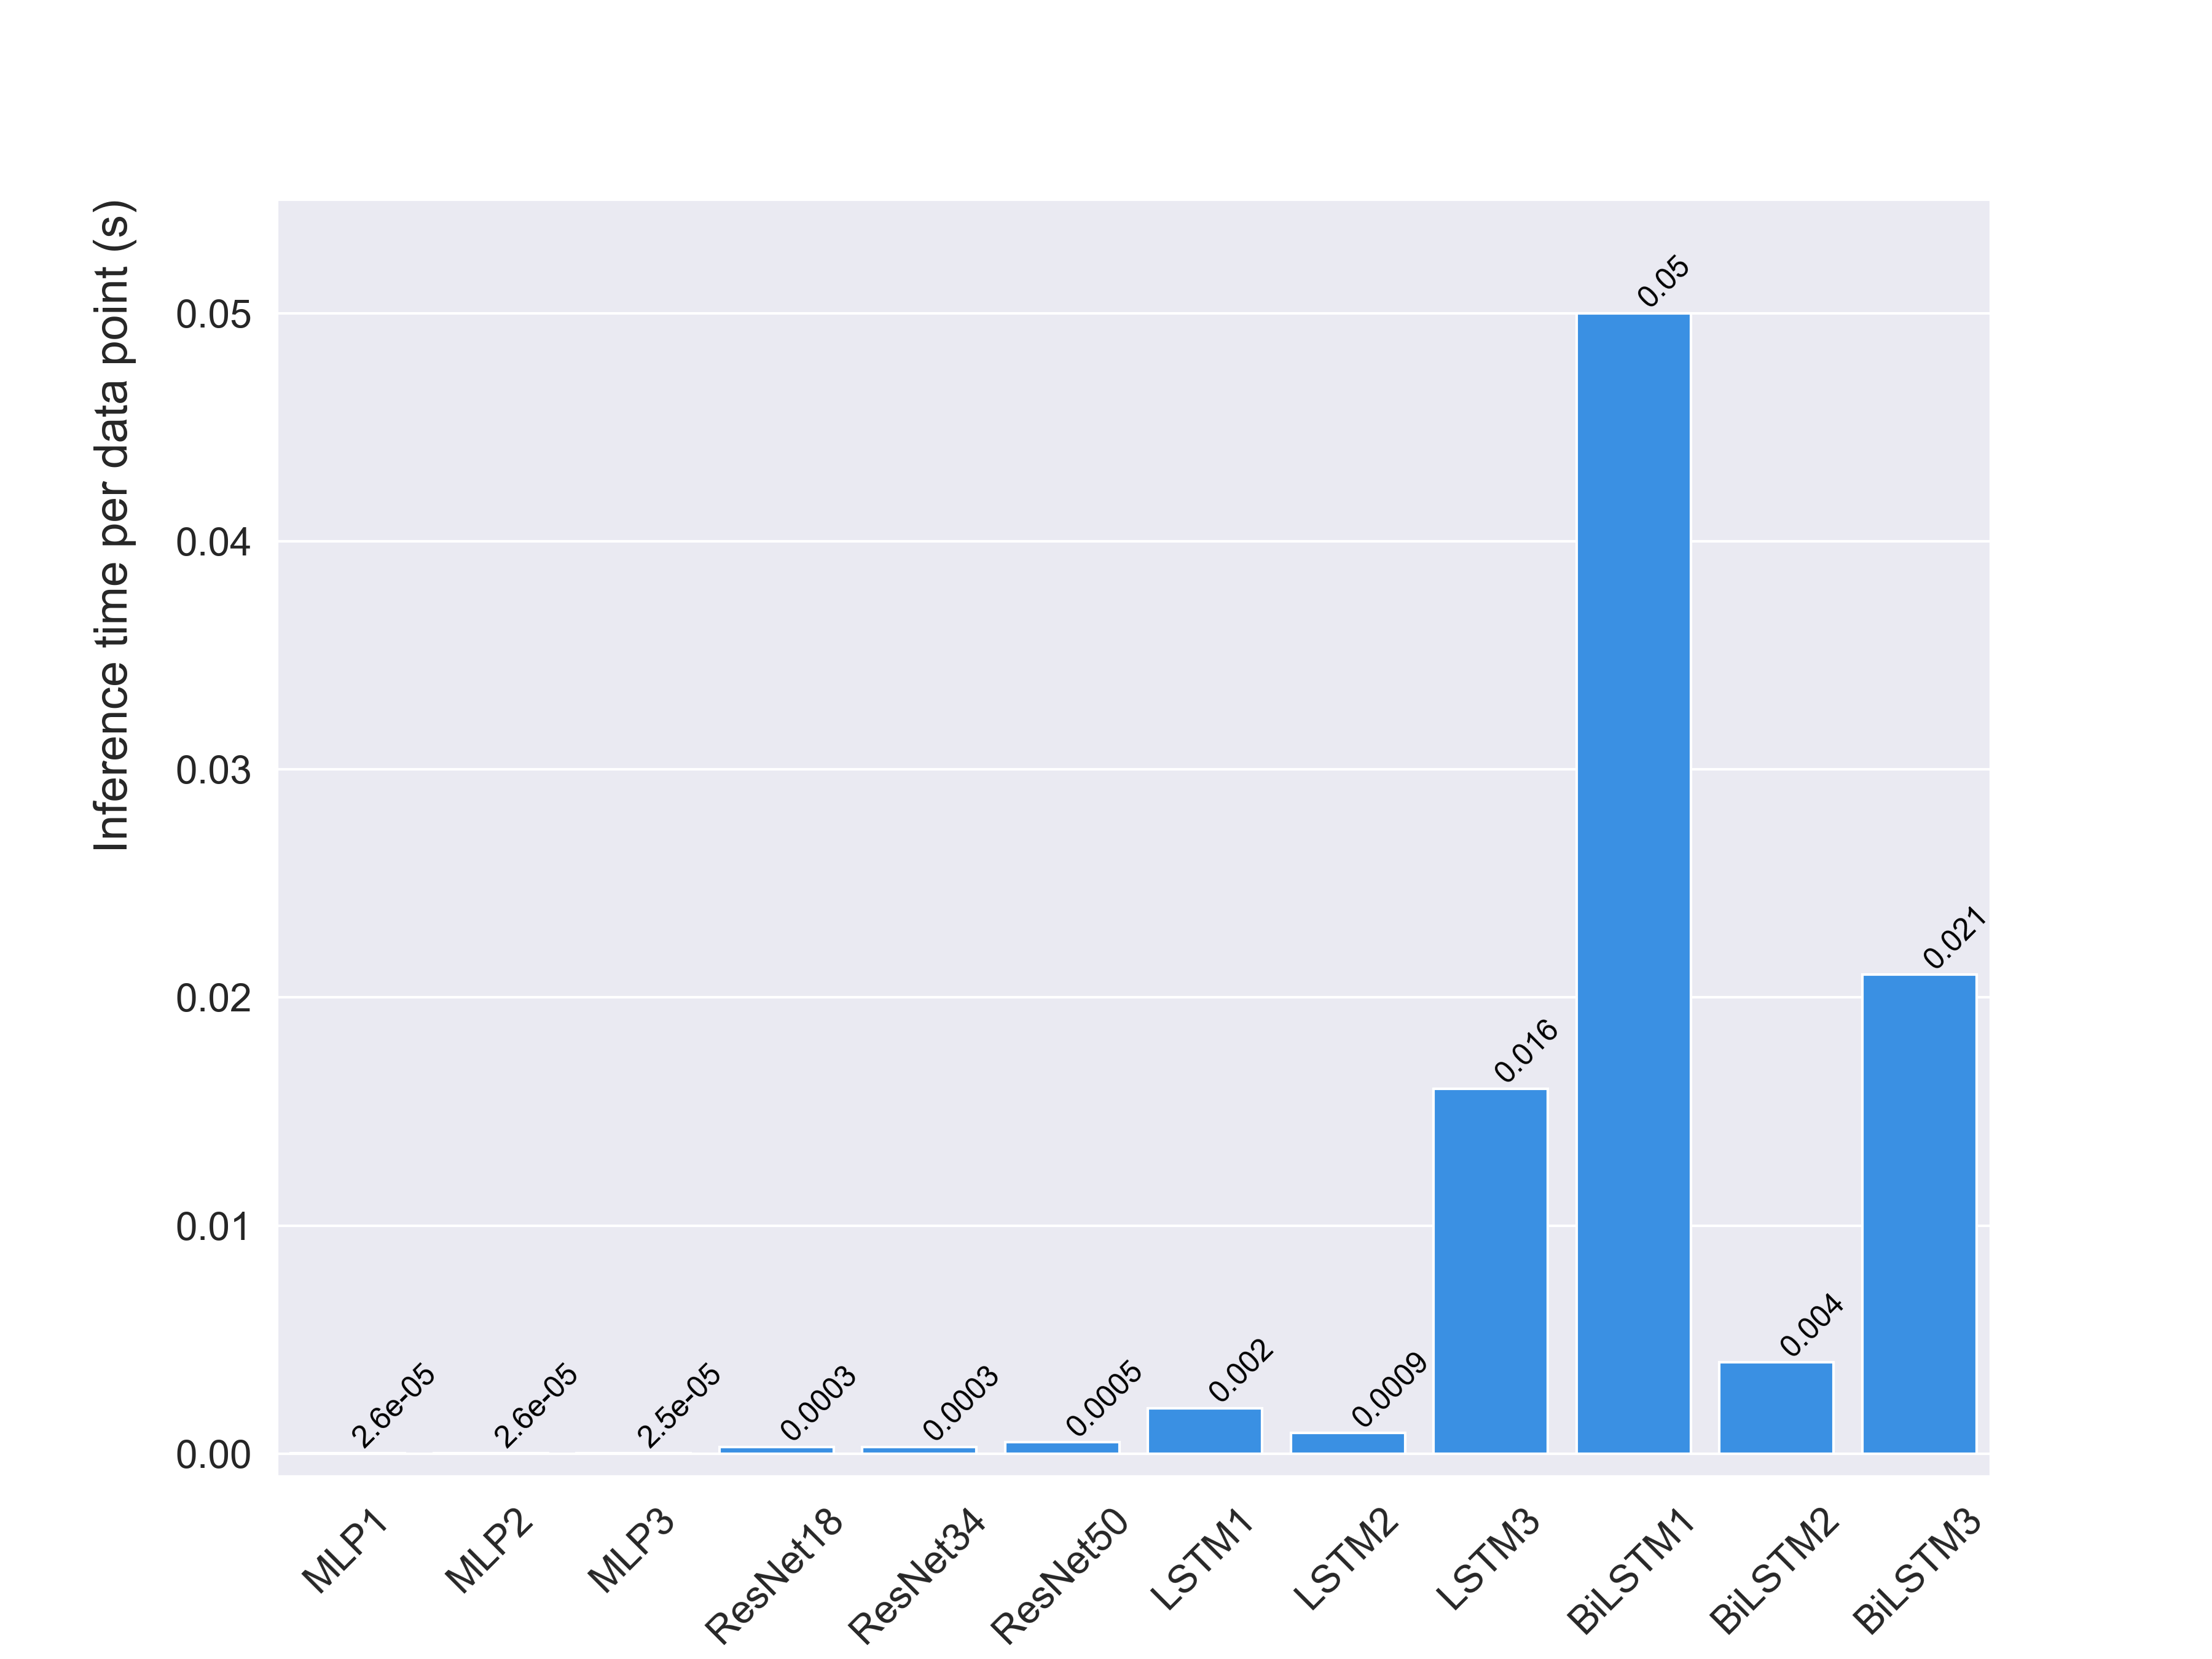 Inference time per data point (s)
0.05
0.04
0.03
0.02
0.01
0.00
2.6e-05
2.6e-05
2.5e-05
0.0003
0.0003
0.0005
0.002
0.0009
0.016
0.05
0.004
0.021
MLP1
MLP2
MLP3
ResNet18
ResNet34
ResNet50
LSTM1
LSTM2
LSTM3
BiLSTM1
BiLSTM2
BiLSTM3